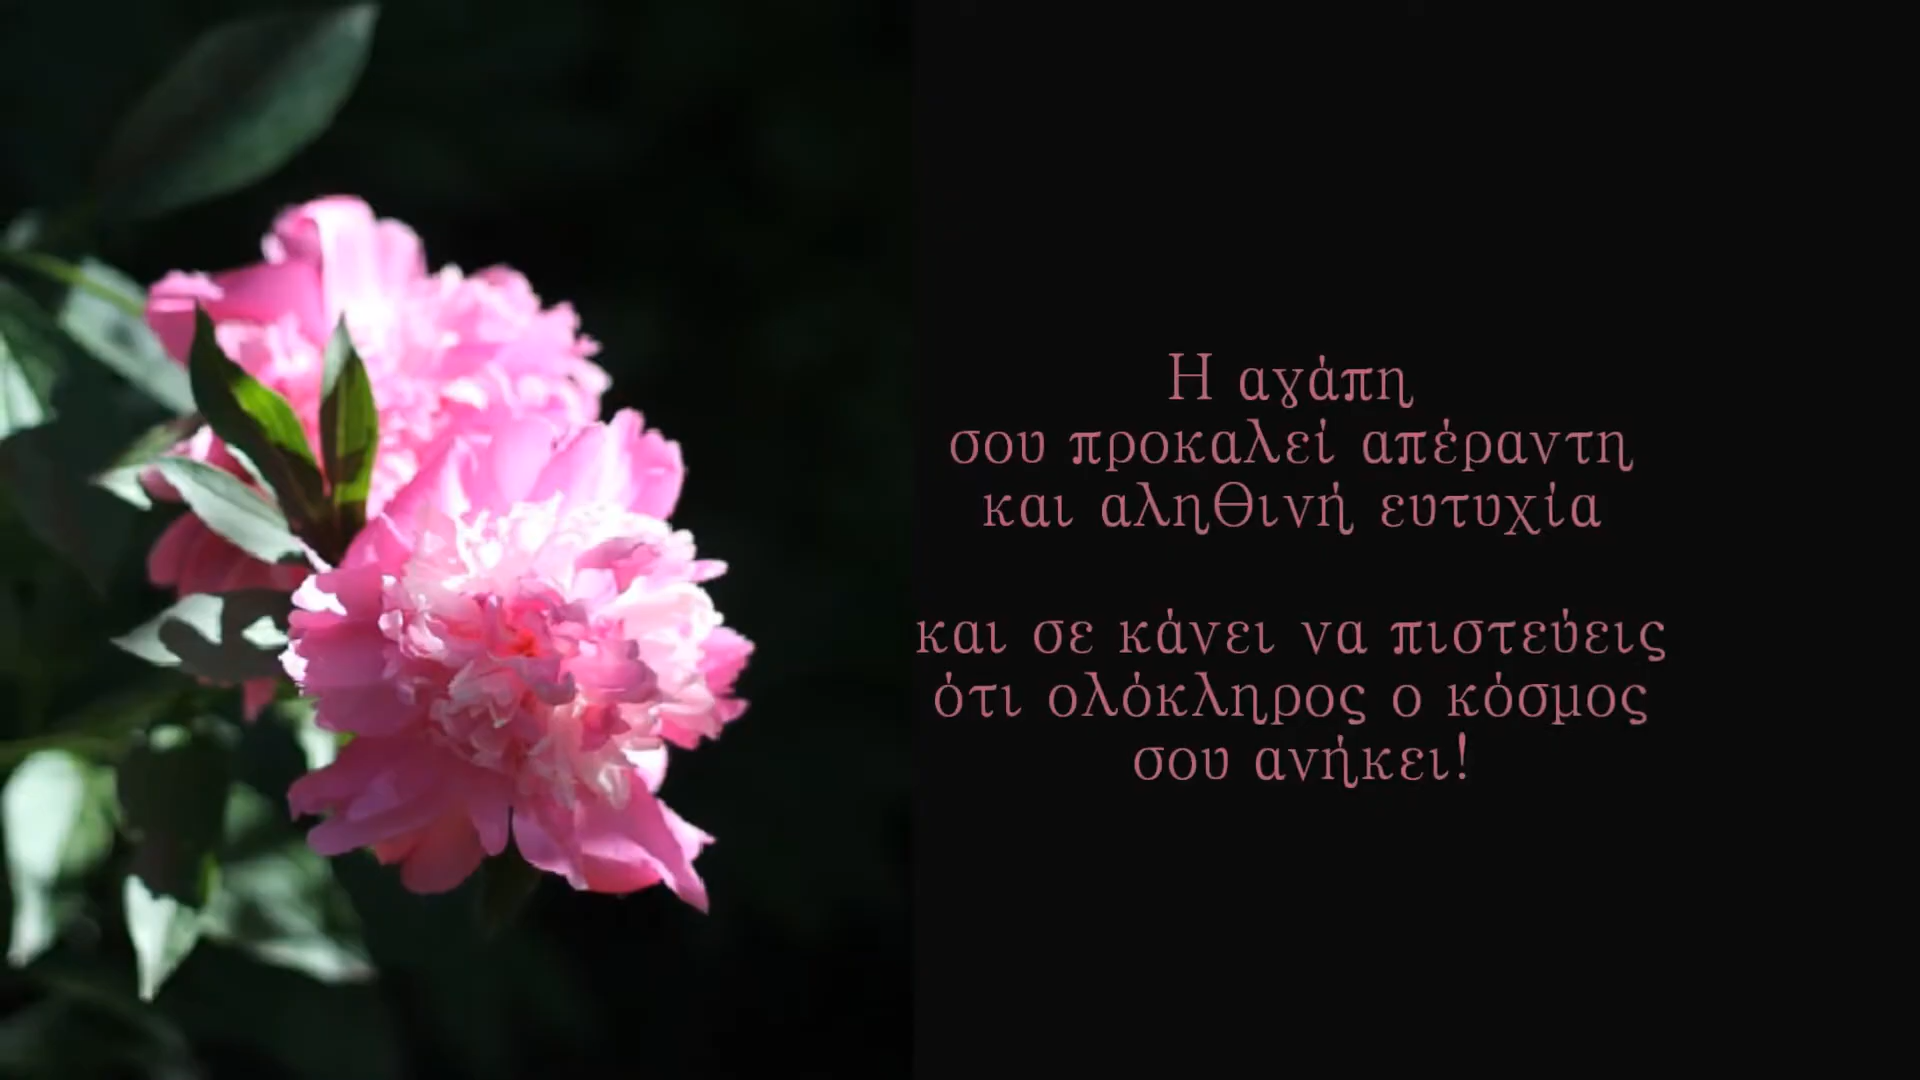 Η αγάπη
σου προκαλεί απέραντη
και αληθινή ευτυχία
και σε κάνει να πιστεύεις
ότι ολόκληρος ο κόσμος
σου ανήκει!